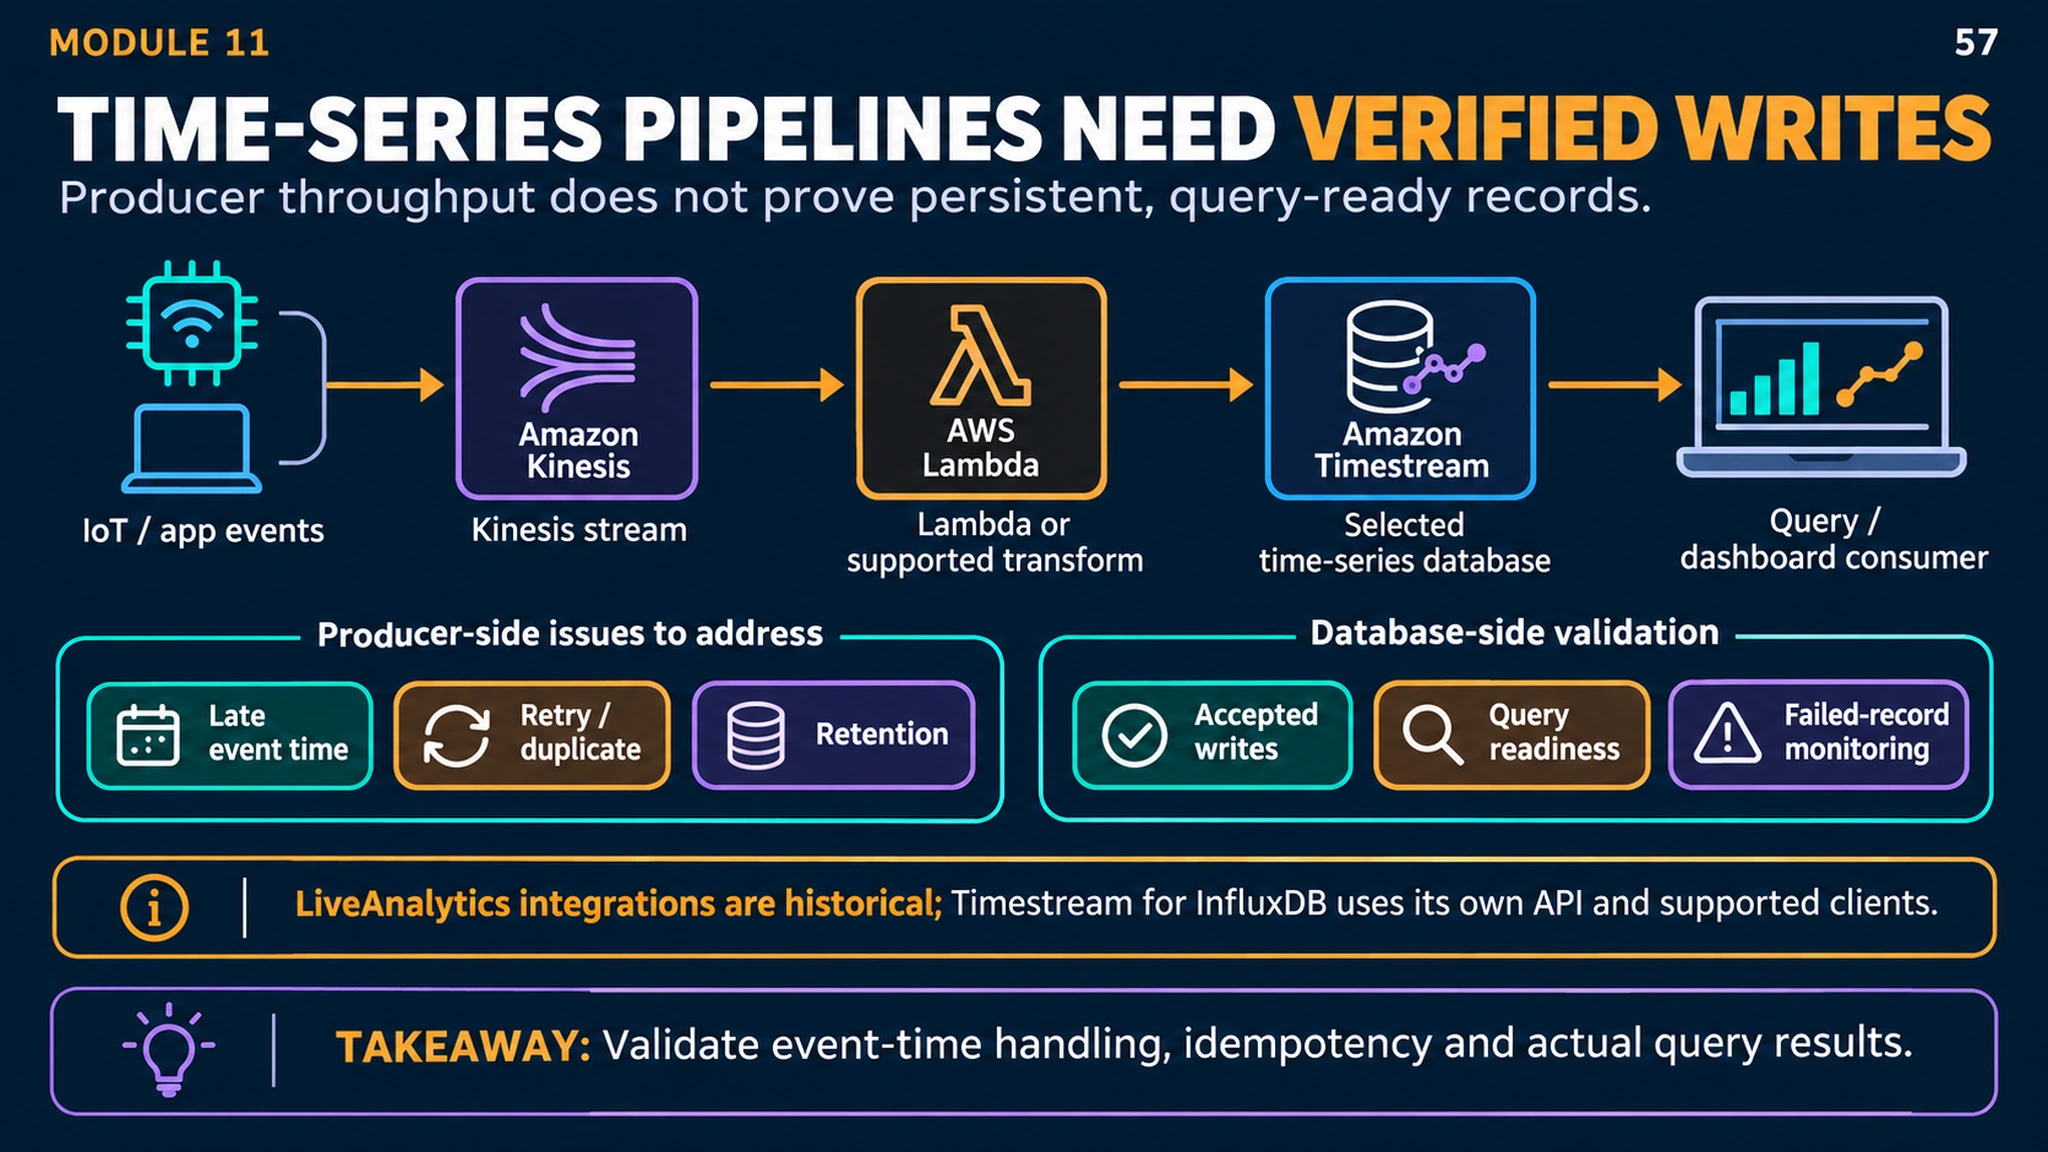 MODULE 11
57
TIME-SERIES PIPELINES NEED VERIFIED WRITES
Producer throughput does not prove persistent, query-ready records.
Amazon
Kinesis
AWS
Lambda
Amazon
Timestream
IoT / app events
Kinesis stream
Lambda or
supported transform
Selected
time-series database
Query /
dashboard consumer
Producer-side issues to address
Late
event time
Retry /
duplicate
Retention
Database-side validation
Accepted
writes
Query
readiness
Failed-record
monitoring
LiveAnalytics integrations are historical; Timestream for InfluxDB uses its own API and supported clients.
TAKEAWAY: Validate event-time handling, idempotency and actual query results.